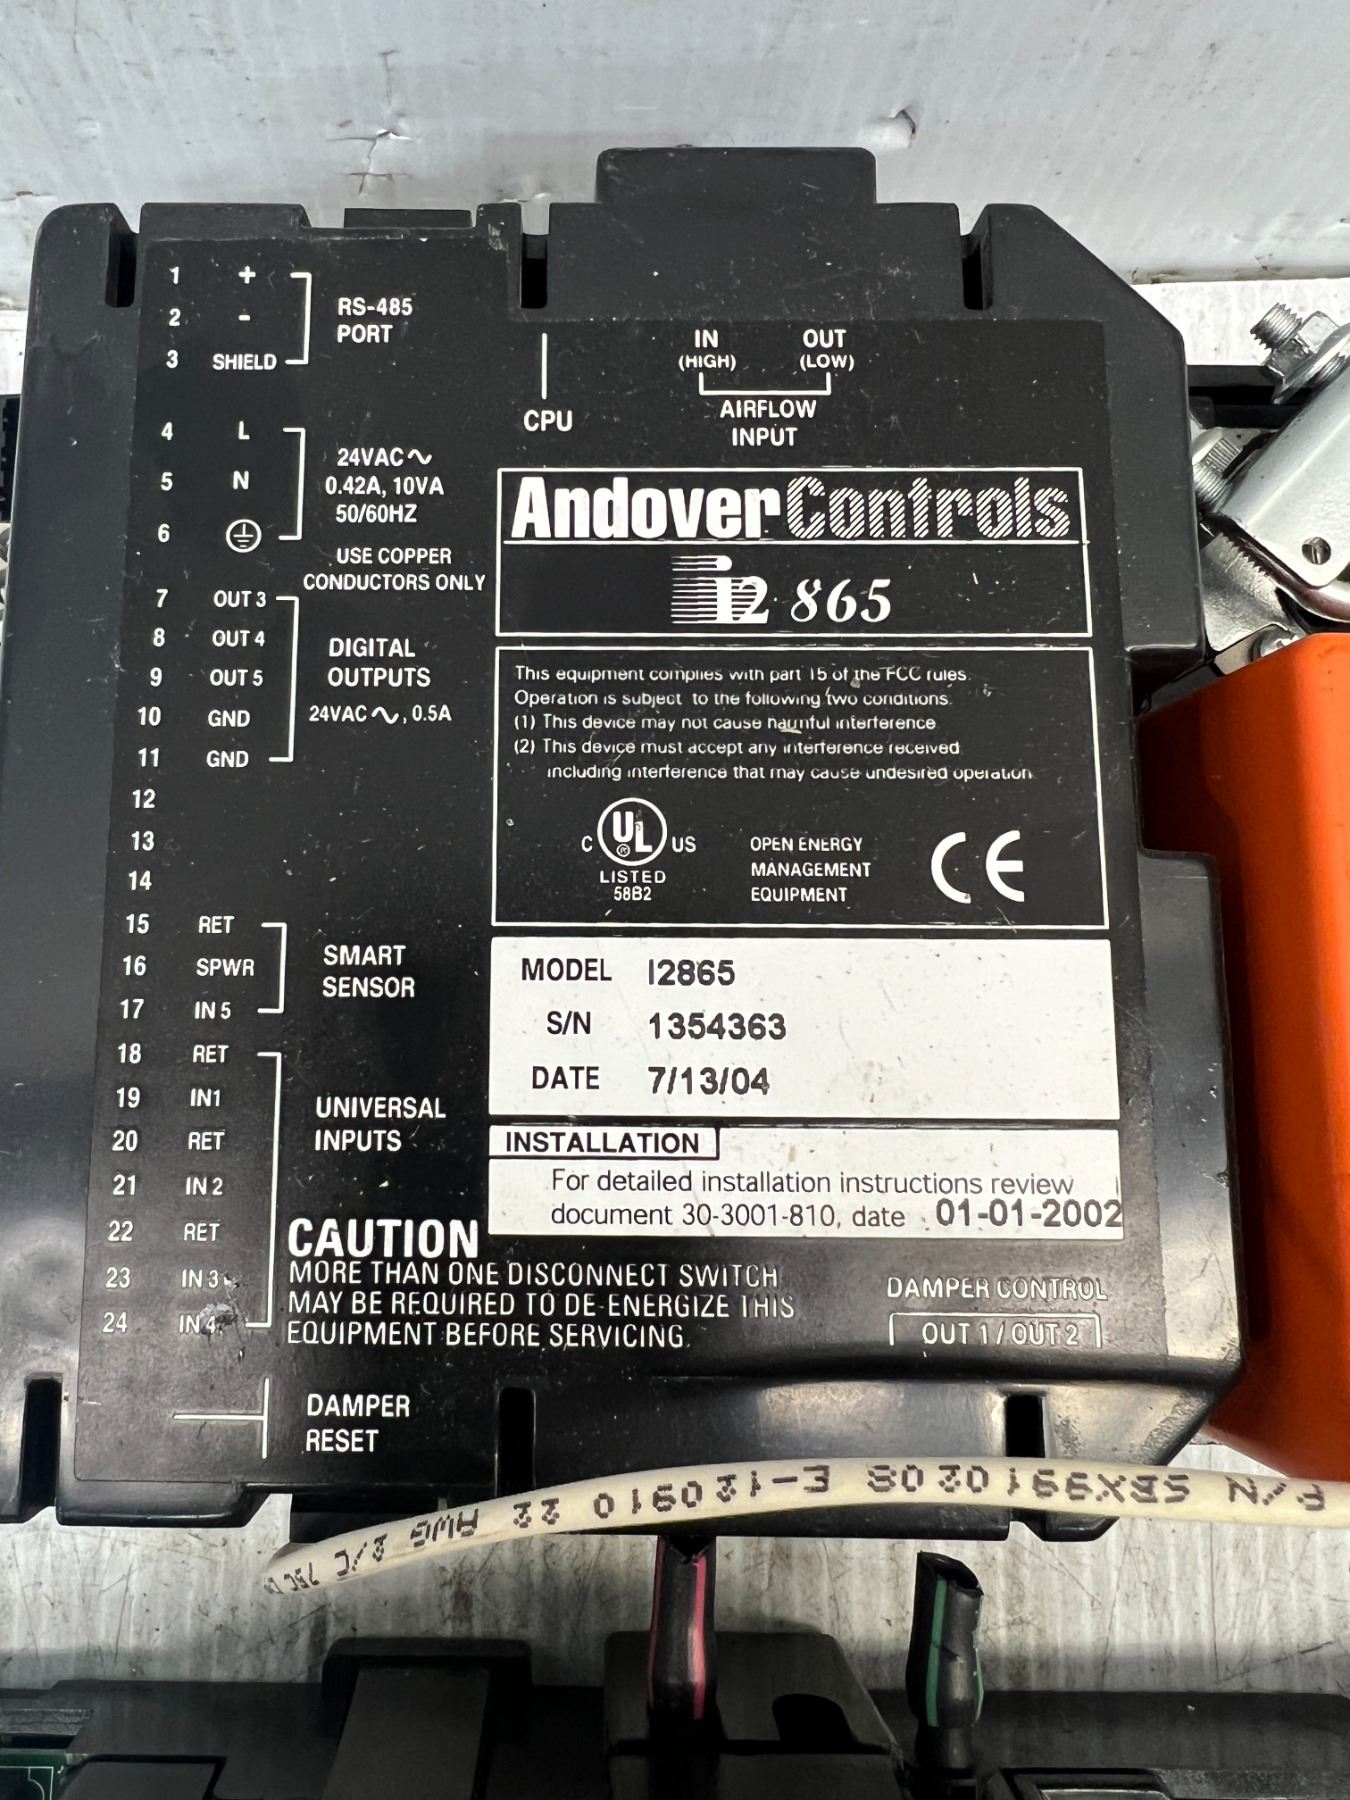 1 +
2 -
3 SHIELD
RS-485
PORT
4 L
5 N
6
24VAC ~
0.42A, 10VA
50/60HZ
USE COPPER
CONDUCTORS ONLY
7 OUT 3
8 OUT 4
9 OUT 5
10 GND
11 GND
DIGITAL
OUTPUTS
24VAC ~, 0.5A
12
13
14
15 RET
16 SPWR
17 IN 5
SMART
SENSOR
18 RET
19 IN1
20 RET
21 IN 2
22 RET
23 IN 3
24 IN 4
UNIVERSAL
INPUTS
DAMPER
RESET
CPU
IN OUT
(HIGH) (LOW)
AIRFLOW
INPUT
Andover Controls
i2 865
This equipment complies with part 15 of the FCC rules.
Operation is subject to the following two conditions.
(1) This device may not cause harmful interference.
(2) This device must accept any interference received
including interference that may cause undesired operation
C UL US
LISTED
58B2
OPEN ENERGY
MANAGEMENT
EQUIPMENT
CE
MODEL I2865
S/N 1354363
DATE 7/13/04
INSTALLATION
For detailed installation instructions review
document 30-3001-810, date 01-01-2002
CAUTION
MORE THAN ONE DISCONNECT SWITCH
MAY BE REQUIRED TO DE-ENERGIZE THIS
EQUIPMENT BEFORE SERVICING.
DAMPER CONTROL
OUT 1 / OUT 2
P/N SBX9910208 E-120910 22 AWG 2/C 75C